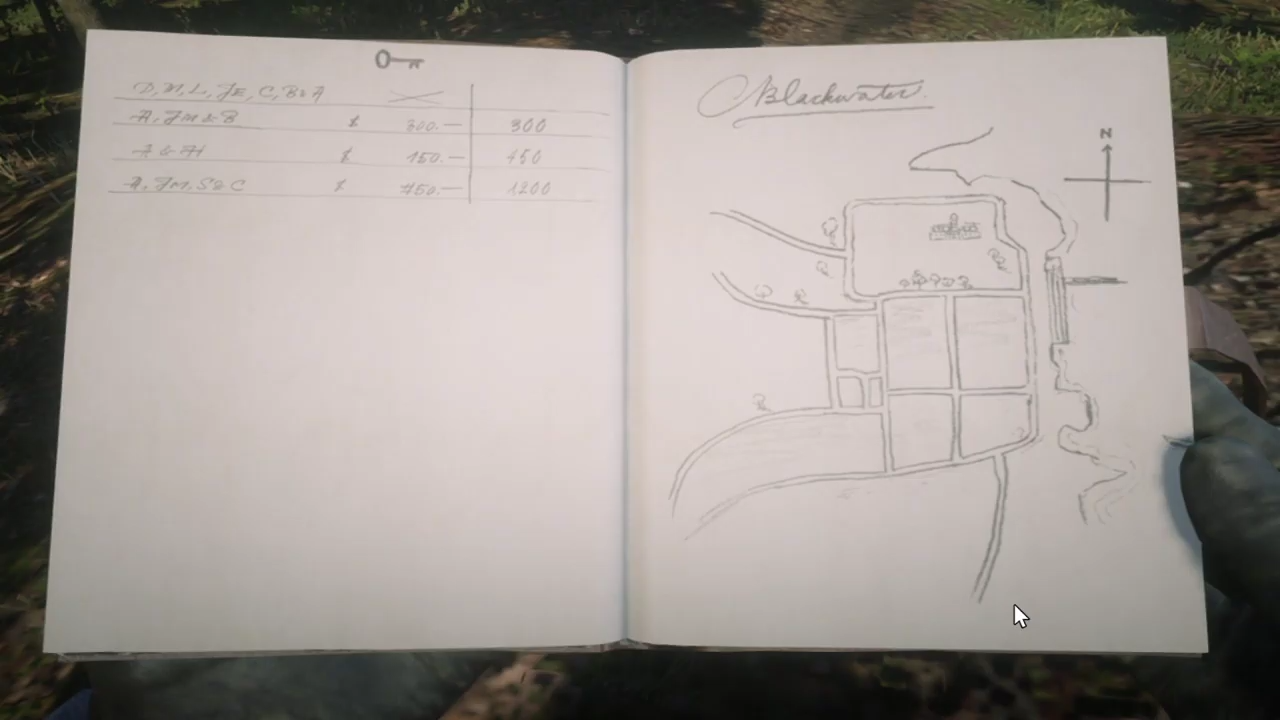 D, M, L, JE, C, B & A
A, JM & B $ 300.— 300
A & H $ 150.— 450
A, JM, S & C $ 750.— 1200
Blackwater.
N